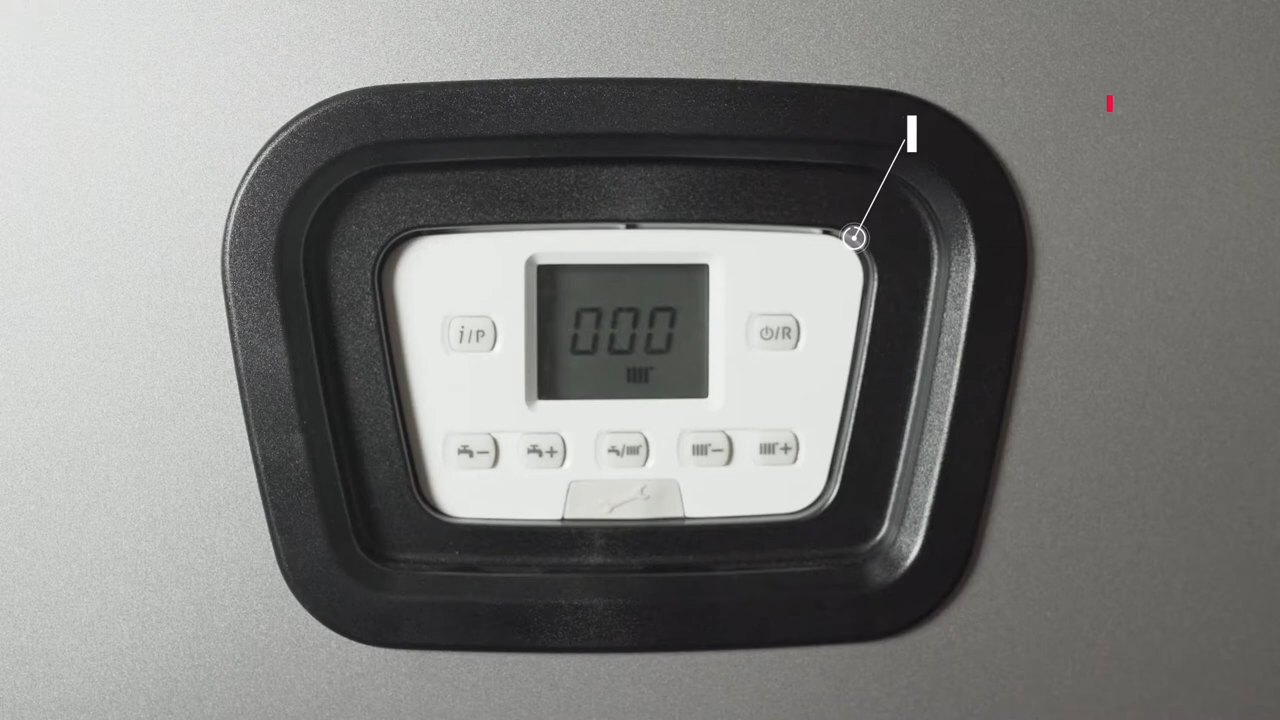 000
i/P
⏻/R
- + / - +